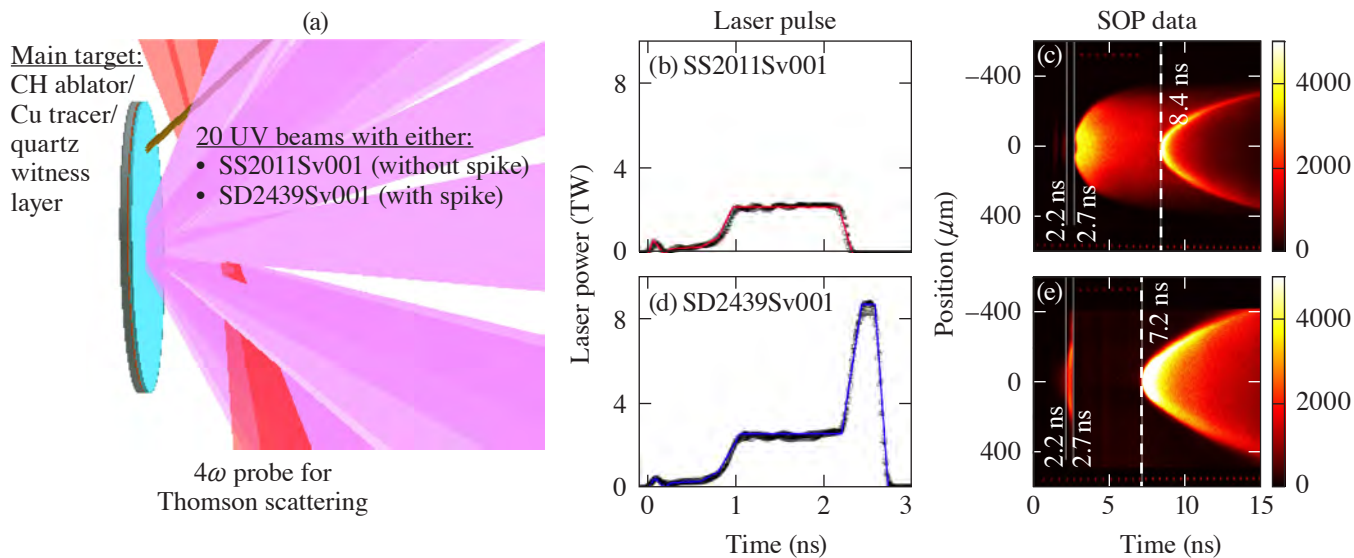 (a)
Main target:
CH ablator/
Cu tracer/
quartz
witness
layer
20 UV beams with either:
• SS2011Sv001 (without spike)
• SD2439Sv001 (with spike)
4ω probe for
Thomson scattering
Laser pulse
(b) SS2011Sv001
8
4
0
(d) SD2439Sv001
8
4
0
0 1 2 3
Laser power (TW)
Time (ns)
SOP data
(c)
−400
0
400
2.2 ns
2.7 ns
8.4 ns
4000
2000
0
(e)
−400
0
400
2.2 ns
2.7 ns
7.2 ns
4000
2000
0
0 5 10 15
Position (μm)
Time (ns)